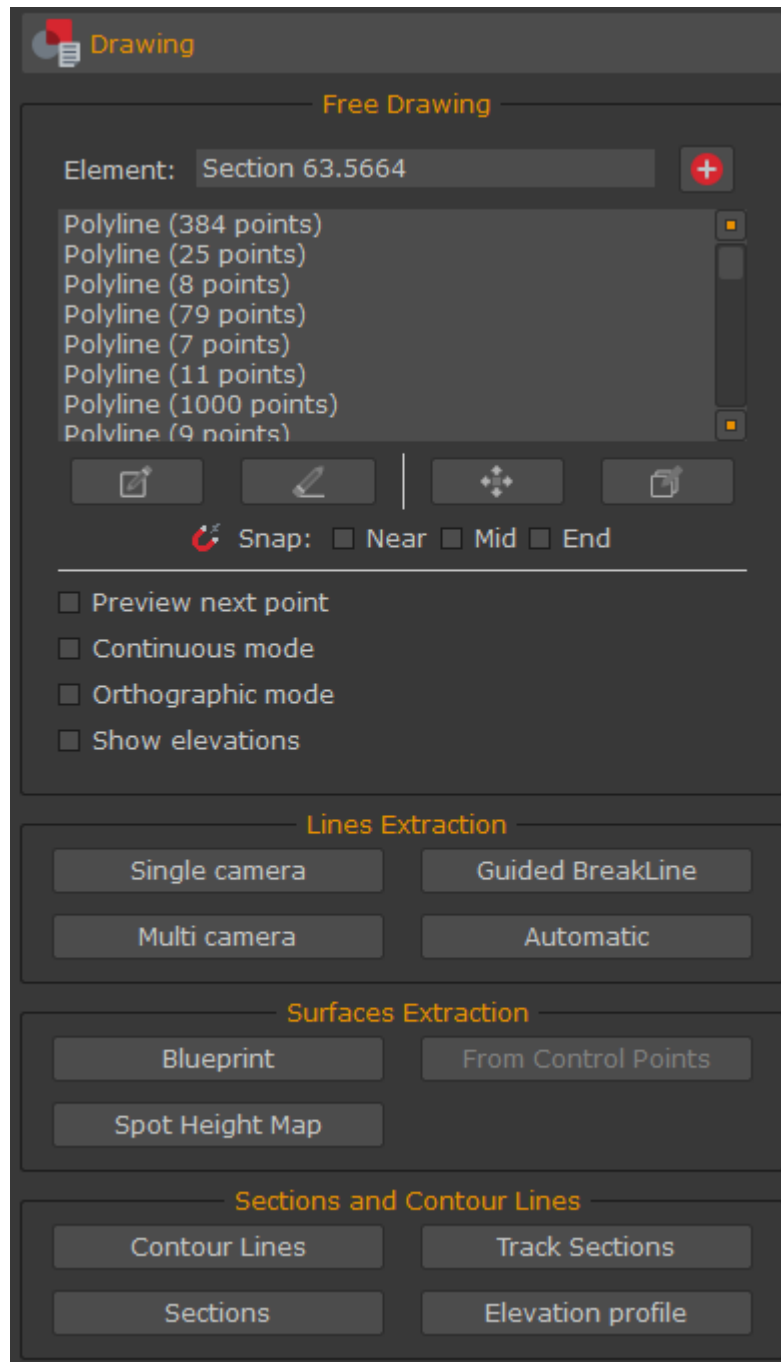 Drawing
Free Drawing
Element: Section 63.5664
Polyline (384 points)
Polyline (25 points)
Polyline (8 points)
Polyline (79 points)
Polyline (7 points)
Polyline (11 points)
Polyline (1000 points)
Polyline (9 points)
Snap: Near Mid End
Preview next point
Continuous mode
Orthographic mode
Show elevations
Lines Extraction
Single camera Guided BreakLine
Multi camera Automatic
Surfaces Extraction
Blueprint From Control Points
Spot Height Map
Sections and Contour Lines
Contour Lines Track Sections
Sections Elevation profile